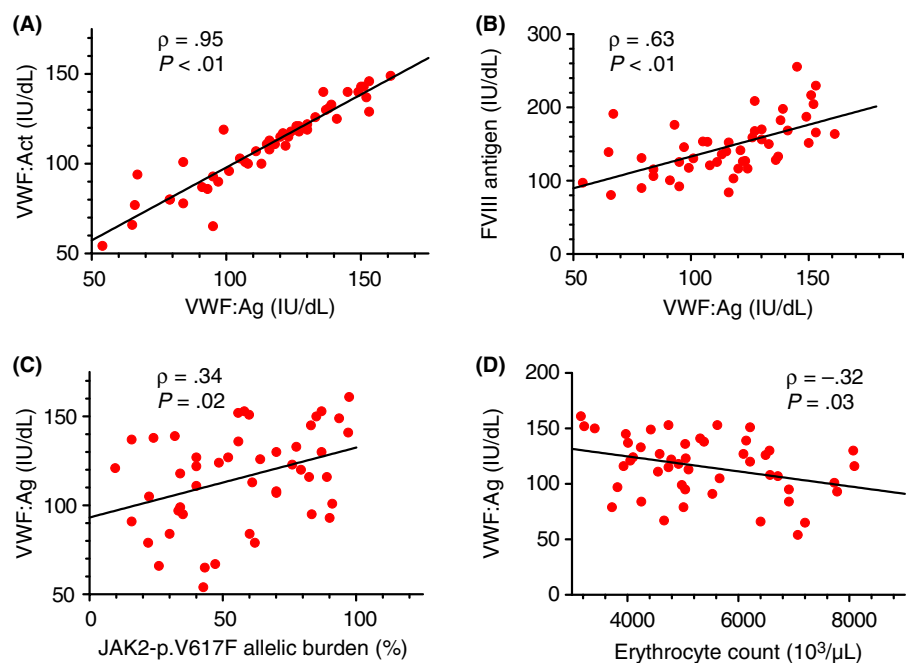 (A)
ρ = .95
P < .01
VWF:Act (IU/dL)
150
100
50
50
100
150
VWF:Ag (IU/dL)
(B)
ρ = .63
P < .01
FVIII antigen (IU/dL)
300
200
100
0
50
100
150
VWF:Ag (IU/dL)
(C)
ρ = .34
P = .02
VWF:Ag (IU/dL)
150
100
50
0
50
100
JAK2-p.V617F allelic burden (%)
(D)
ρ = –.32
P = .03
VWF:Ag (IU/dL)
200
150
100
50
0
4000
6000
8000
Erythrocyte count (10³/μL)